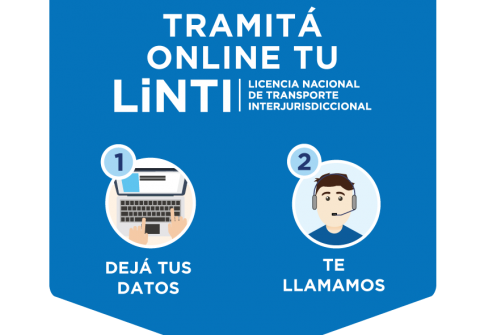 TRAMITÁ
ONLINE TU
LiNTI
LICENCIA NACIONAL
DE TRANSPORTE
INTERJURISDICCIONAL
1
DEJÁ TUS
DATOS
2
TE
LLAMAMOS